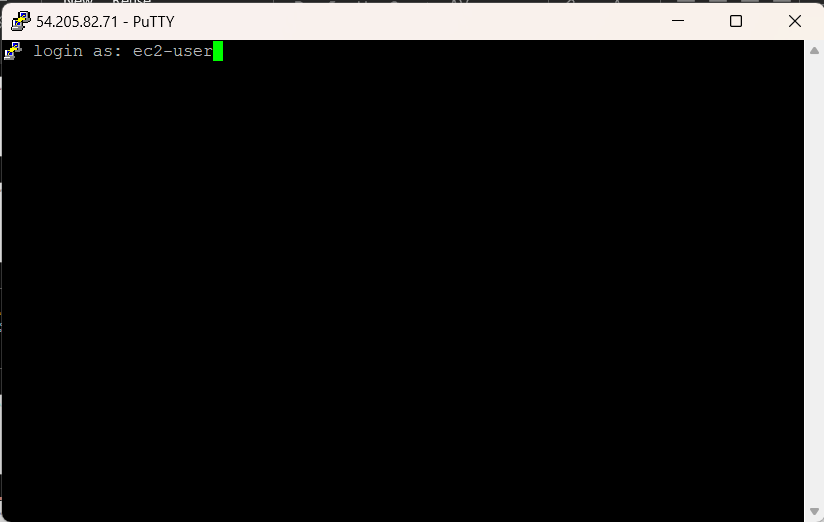 54.205.82.71 - PuTTY
login as: ec2-user